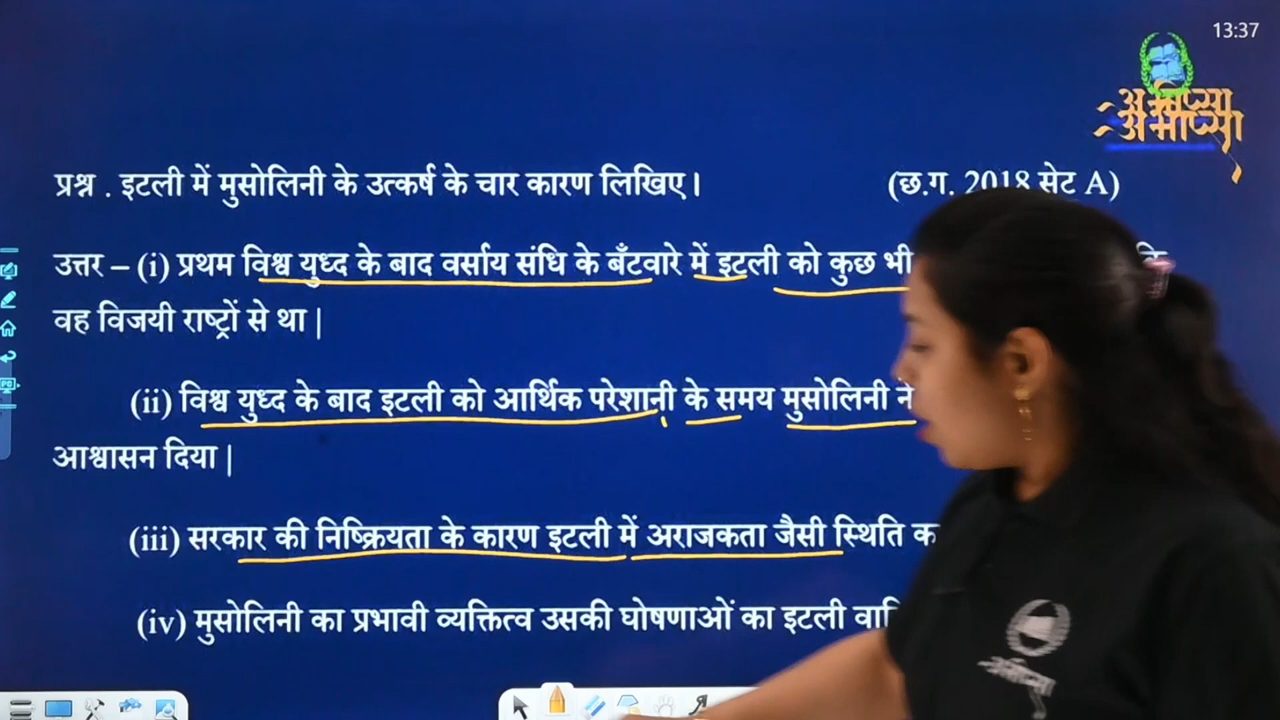 13:37
अभीप्सा
प्रश्न . इटली में मुसोलिनी के उत्कर्ष के चार कारण लिखिए।
(छ.ग. 2018 सेट A)
उत्तर – (i) प्रथम विश्व युध्द के बाद वर्साय संधि के बँटवारे में इटली को कुछ भी
वह विजयी राष्ट्रों से था |
(ii) विश्व युध्द के बाद इटली को आर्थिक परेशानी के समय मुसोलिनी ने
आश्वासन दिया |
(iii) सरकार की निष्क्रियता के कारण इटली में अराजकता जैसी स्थिति
(iv) मुसोलिनी का प्रभावी व्यक्तित्व उसकी घोषणाओं का इटली